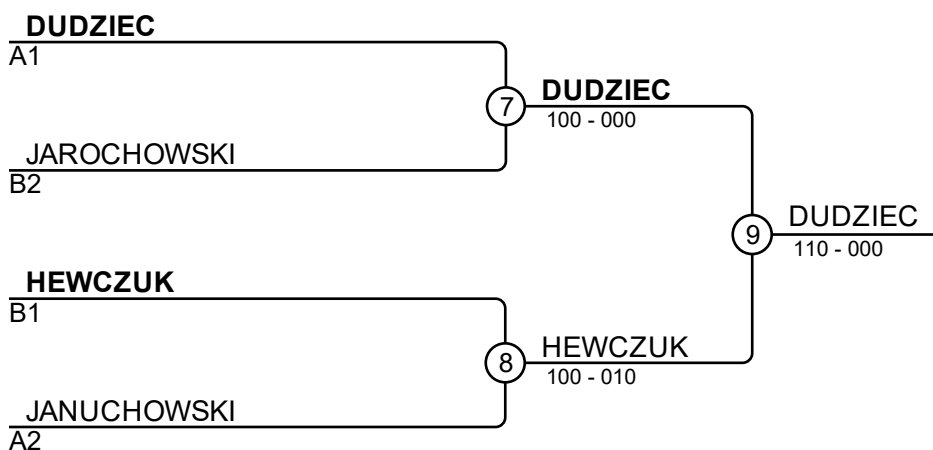 DUDZIEC
A1
7
DUDZIEC
100 - 000
JAROCHOWSKI
B2
9
DUDZIEC
110 - 000
HEWCZUK
B1
8
HEWCZUK
100 - 010
JANUCHOWSKI
A2